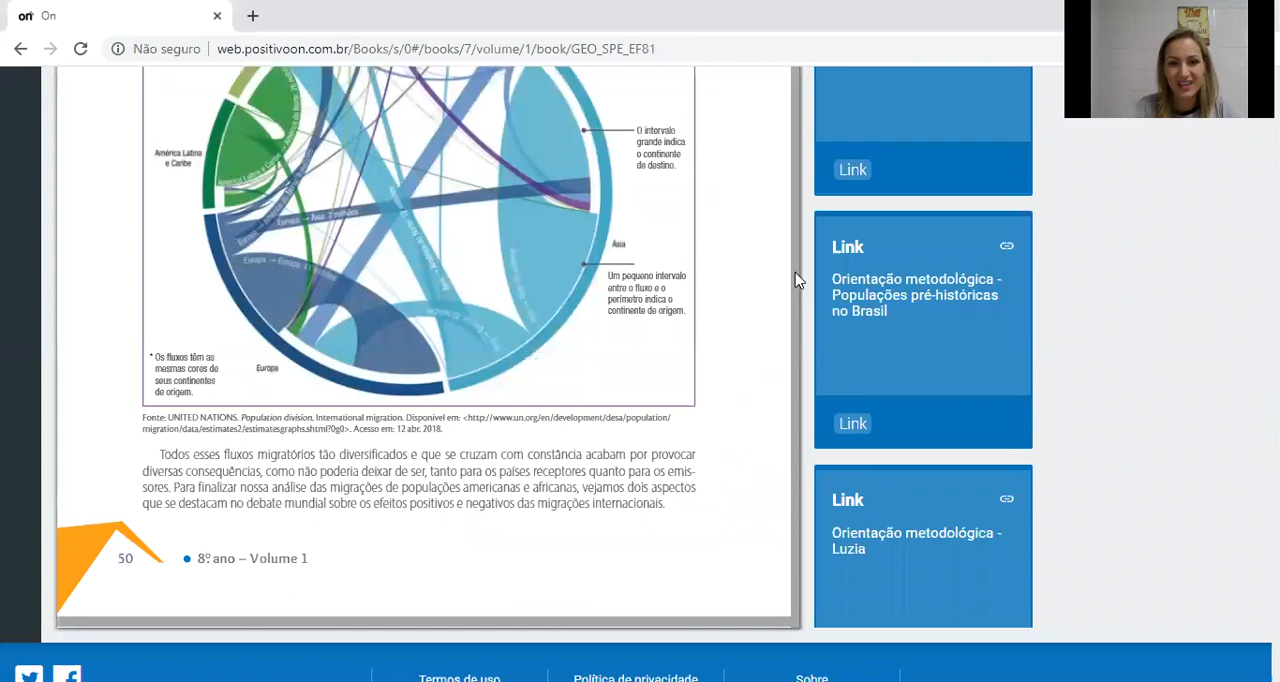 on
On
Não seguro
web.positivoon.com.br/Books/s/0#/books/7/volume/1/book/GEO_SPE_EF81
América Latina
e Caribe
O intervalo
grande indica
o continente
de destino.
Europa → Ásia: 2 milhões
Europa → Europa:
Ásia
Um pequeno intervalo
entre o fluxo e o
perímetro indica o
continente de origem.
* Os fluxos têm as
mesmas cores de
seus continentes
de origem.
Europa
Fonte: UNITED NATIONS. Population division. International migration. Disponível em: <http://www.un.org/en/development/desa/population/
migration/data/estimates2/estimatesgraphs.shtml?0g0>. Acesso em: 12 abr. 2018.
Todos esses fluxos migratórios tão diversificados e que se cruzam com constância acabam por provocar
diversas consequências, como não poderia deixar de ser, tanto para os países receptores quanto para os emis-
sores. Para finalizar nossa análise das migrações de populações americanas e africanas, vejamos dois aspectos
que se destacam no debate mundial sobre os efeitos positivos e negativos das migrações internacionais.
50
8º. ano – Volume 1
Link
Link
Orientação metodológica -
Populações pré-históricas
no Brasil
Link
Link
Orientação metodológica -
Luzia
Termos de uso
Política de privacidade
Sobre